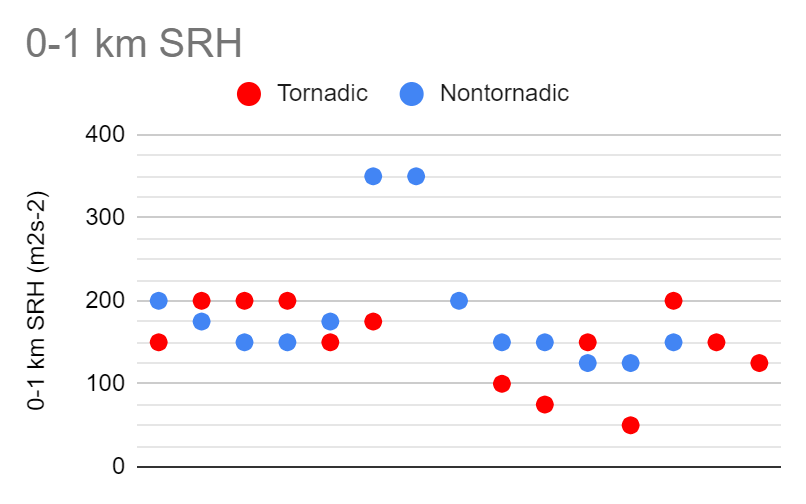 0-1 km SRH
Tornadic
Nontornadic
0-1 km SRH (m2s-2)
400
300
200
100
0